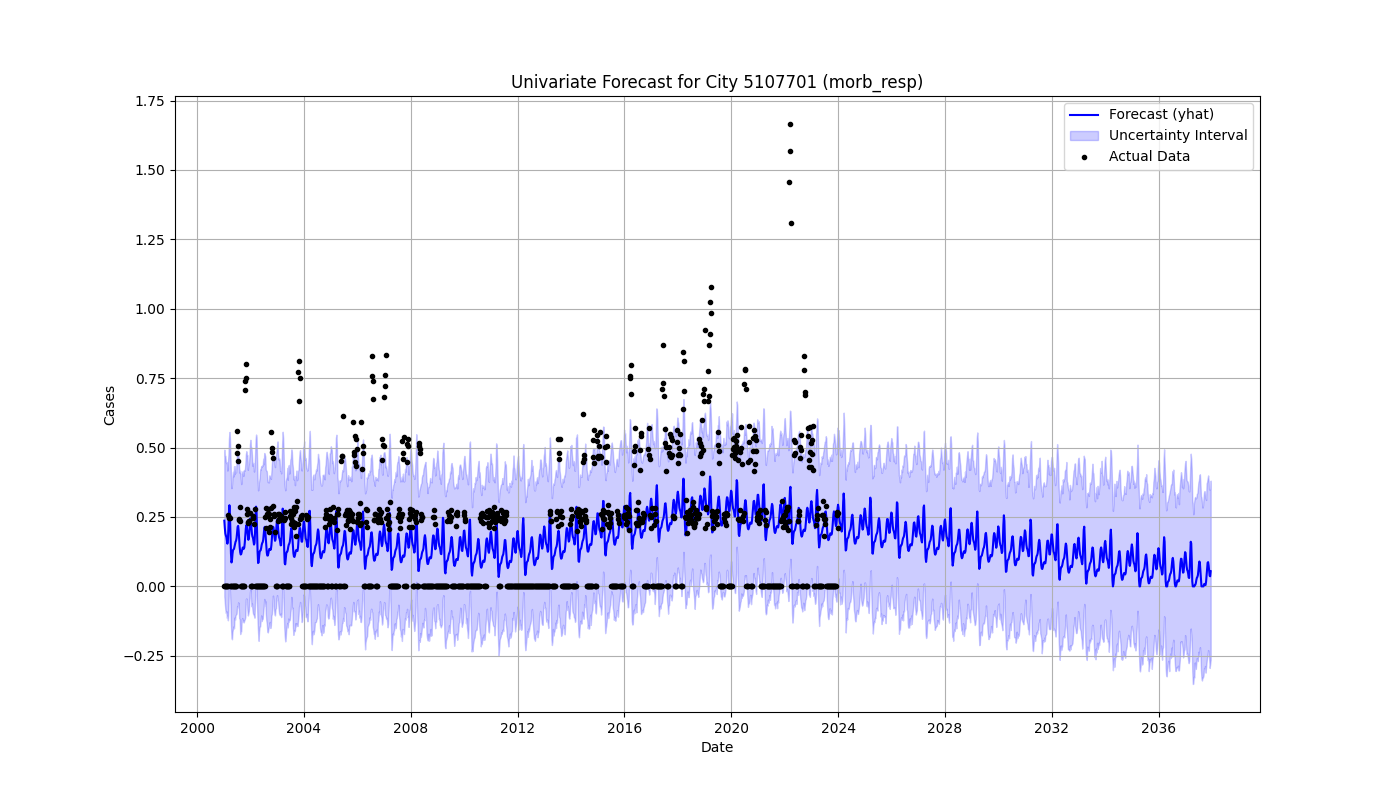 Univariate Forecast for City 5107701 (morb_resp)
Forecast (yhat)
Uncertainty Interval
Actual Data
Cases
1.75
1.50
1.25
1.00
0.75
0.50
0.25
0.00
−0.25
2000 2004 2008 2012 2016 2020 2024 2028 2032 2036
Date